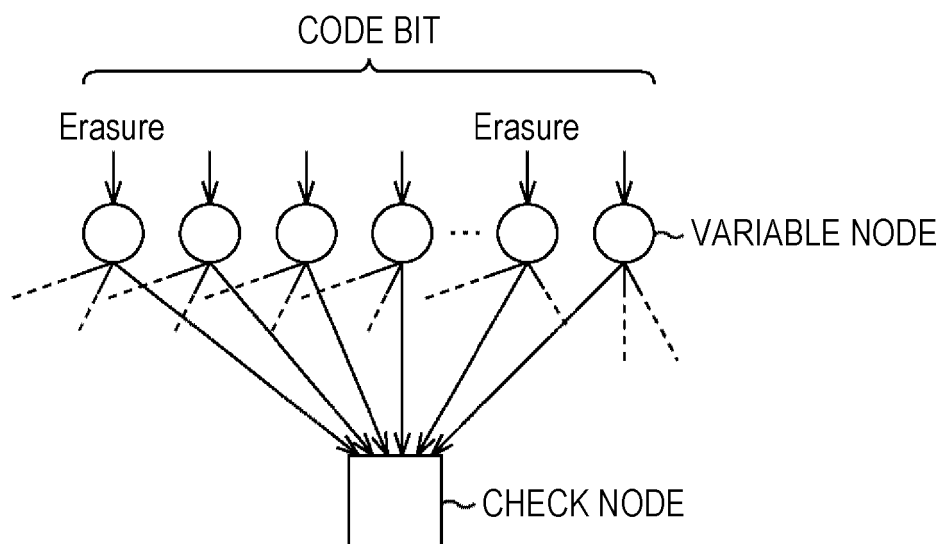 CODE BIT
Erasure Erasure
... VARIABLE NODE
CHECK NODE